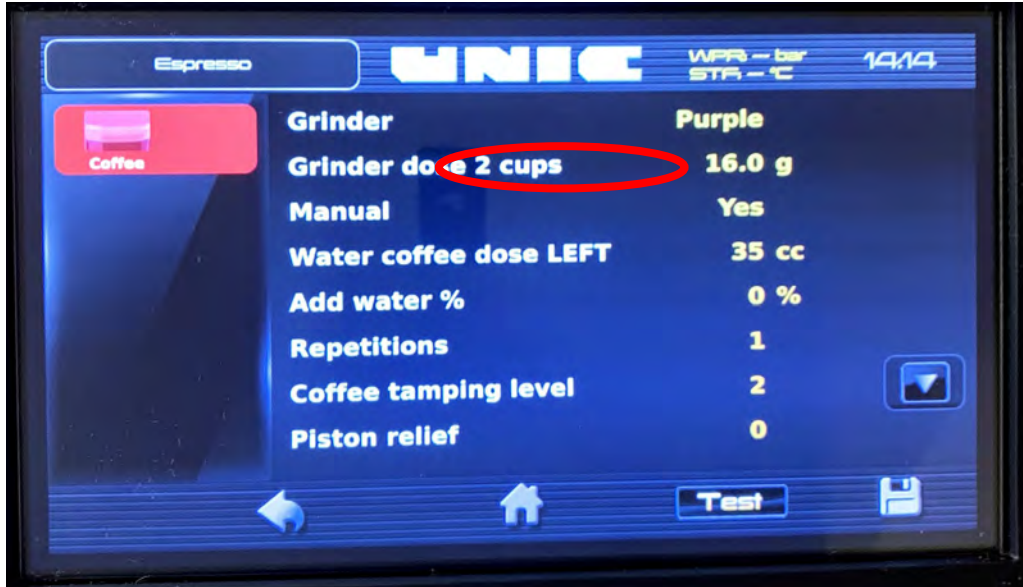 Espresso
UNIC
WPR: -- bar
STR: -- °C
14:14
Coffee
Grinder Purple
Grinder dose 2 cups 16.0 g
Manual Yes
Water coffee dose LEFT 35 cc
Add water % 0 %
Repetitions 1
Coffee tamping level 2
Piston relief 0
Test